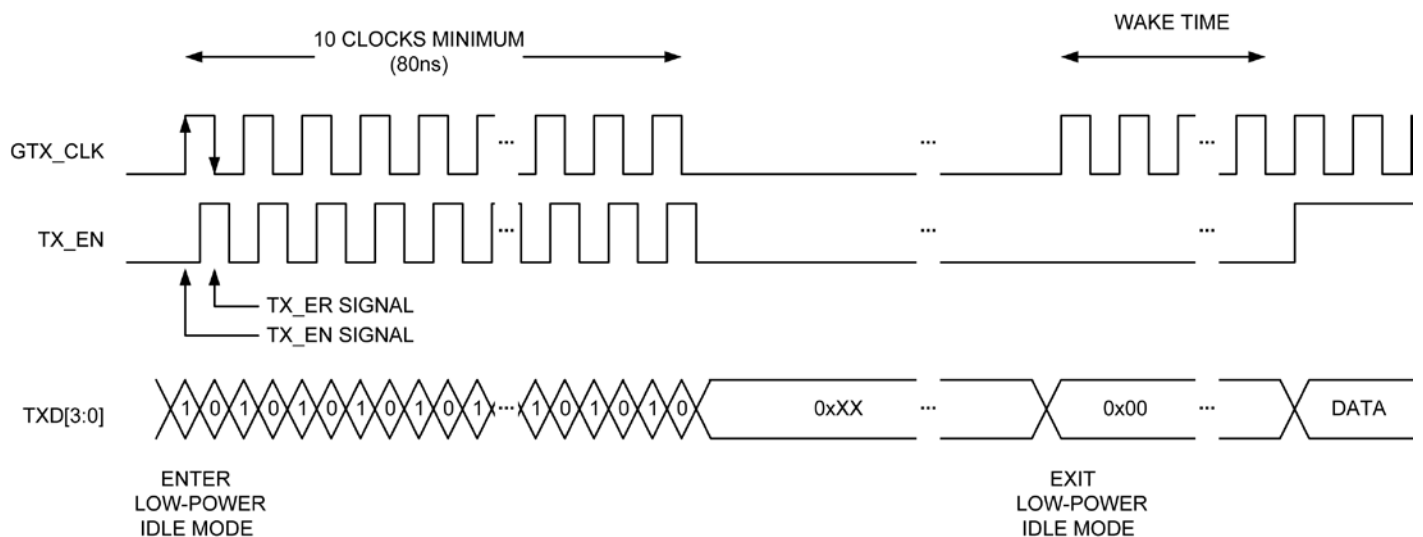 10 CLOCKS MINIMUM
(80ns)
WAKE TIME
GTX_CLK
...
...
...
TX_EN
...
...
...
TX_ER SIGNAL
TX_EN SIGNAL
TXD[3:0]
1 0 1 0 1 0 1 0 1 0 1 ... 1 0 1 0 1 0 0xXX ... 0x00 ... DATA
ENTER
LOW-POWER
IDLE MODE
EXIT
LOW-POWER
IDLE MODE